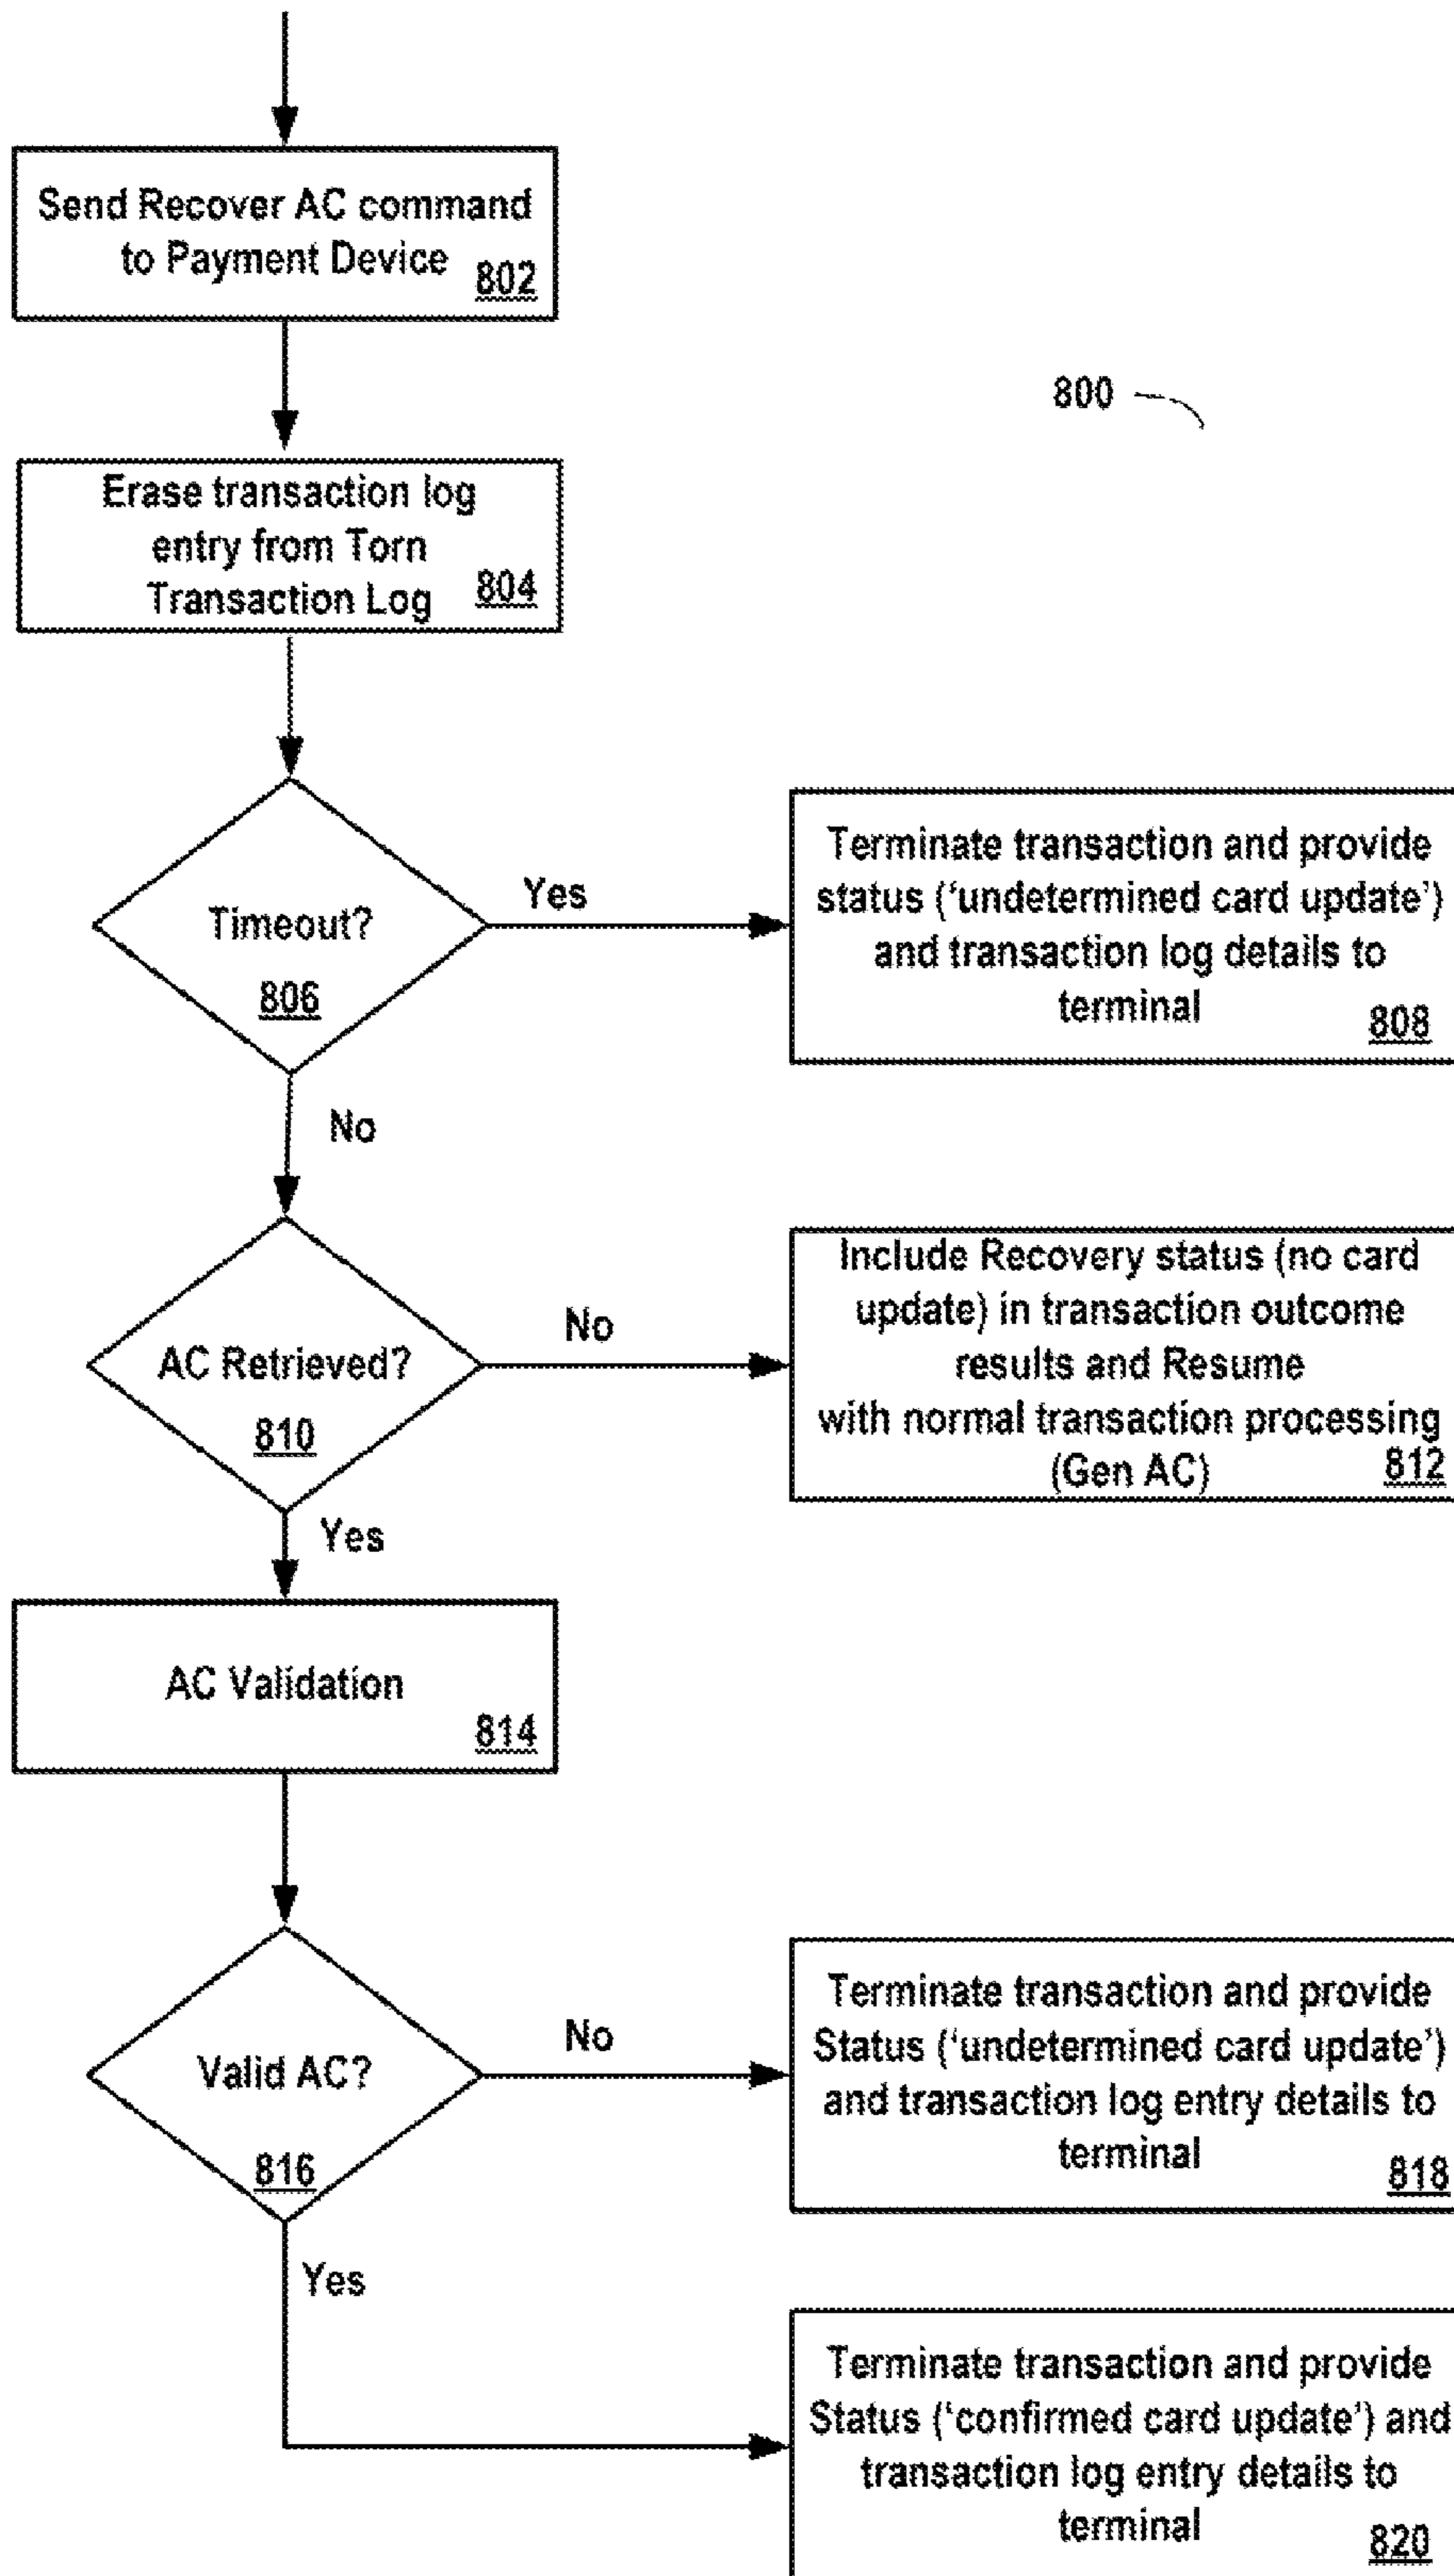 Send Recover AC command
to Payment Device
802
800
Erase transaction log
entry from Torn
Transaction Log
804
Timeout?
806
Yes
Terminate transaction and provide
status (‘undetermined card update’)
and transaction log details to
terminal
808
No
AC Retrieved?
810
No
Include Recovery status (no card
update) in transaction outcome
results and Resume
with normal transaction processing
(Gen AC)
812
Yes
AC Validation
814
Valid AC?
816
No
Terminate transaction and provide
Status (‘undetermined card update’)
and transaction log entry details to
terminal
818
Yes
Terminate transaction and provide
Status (‘confirmed card update’) and
transaction log entry details to
terminal
820